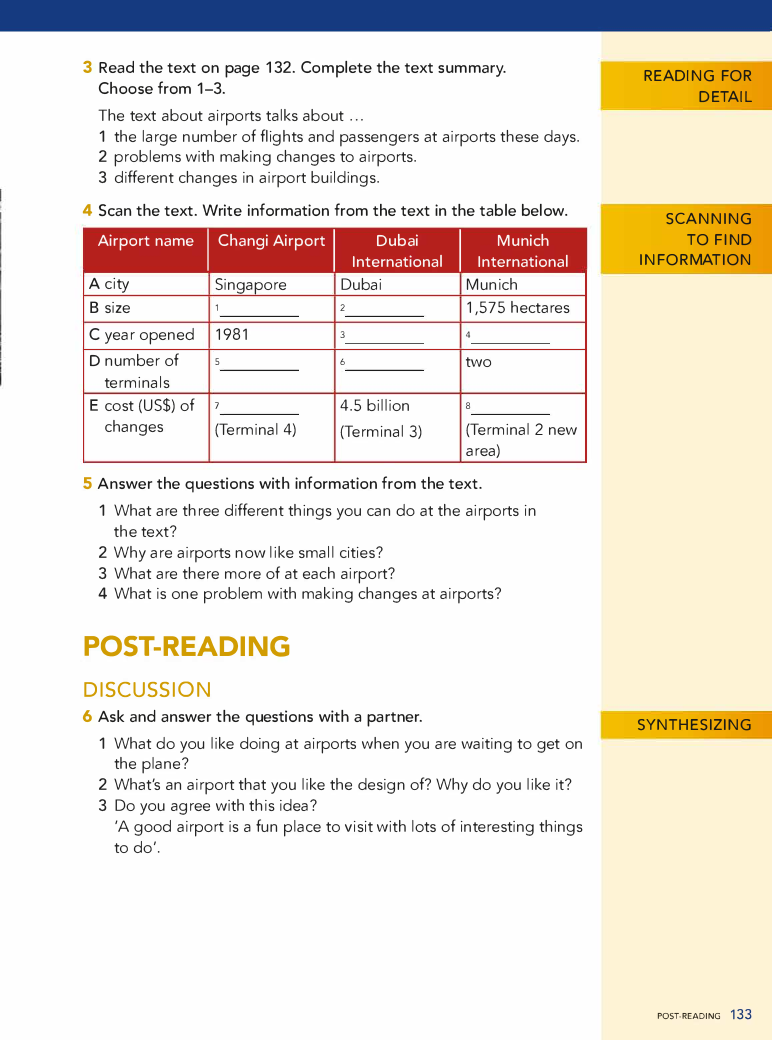 3 Read the text on page 132. Complete the text summary.
Choose from 1–3.
The text about airports talks about …
1 the large number of flights and passengers at airports these days.
2 problems with making changes to airports.
3 different changes in airport buildings.
READING FOR
DETAIL
4 Scan the text. Write information from the text in the table below.
SCANNING
TO FIND
INFORMATION
Airport name Changi Airport Dubai International Munich International
A city Singapore Dubai Munich
B size 1 2 1,575 hectares
C year opened 1981 3 4
D number of terminals 5 6 two
E cost (US$) of changes 7 (Terminal 4) 4.5 billion (Terminal 3) 8 (Terminal 2 new area)
5 Answer the questions with information from the text.
1 What are three different things you can do at the airports in
the text?
2 Why are airports now like small cities?
3 What are there more of at each airport?
4 What is one problem with making changes at airports?
POST-READING
DISCUSSION
6 Ask and answer the questions with a partner.
SYNTHESIZING
1 What do you like doing at airports when you are waiting to get on
the plane?
2 What's an airport that you like the design of? Why do you like it?
3 Do you agree with this idea?
'A good airport is a fun place to visit with lots of interesting things
to do'.
POST-READING 133